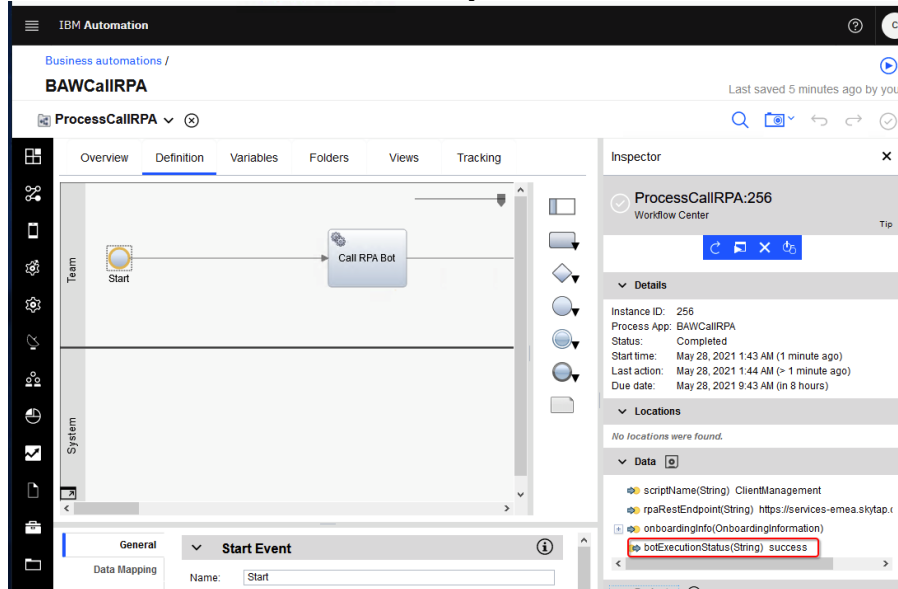 IBM Automation
?
C
Business automations /
BAWCallRPA
Last saved 5 minutes ago by you
ProcessCallRPA
Overview Definition Variables Folders Views Tracking
Team
Start
Call RPA Bot
System
General
Data Mapping
Start Event
Name: Start
Inspector
ProcessCallRPA:256
Workflow Center
Tip
Details
Instance ID: 256
Process App: BAWCallRPA
Status: Completed
Start time: May 28, 2021 1:43 AM (1 minute ago)
Last action: May 28, 2021 1:44 AM (> 1 minute ago)
Due date: May 28, 2021 9:43 AM (in 8 hours)
Locations
No locations were found.
Data
scriptName(String) ClientManagement
rpaRestEndpoint(String) https://services-emea.skytap.c
onboardingInfo(OnboardingInformation)
botExecutionStatus(String) success